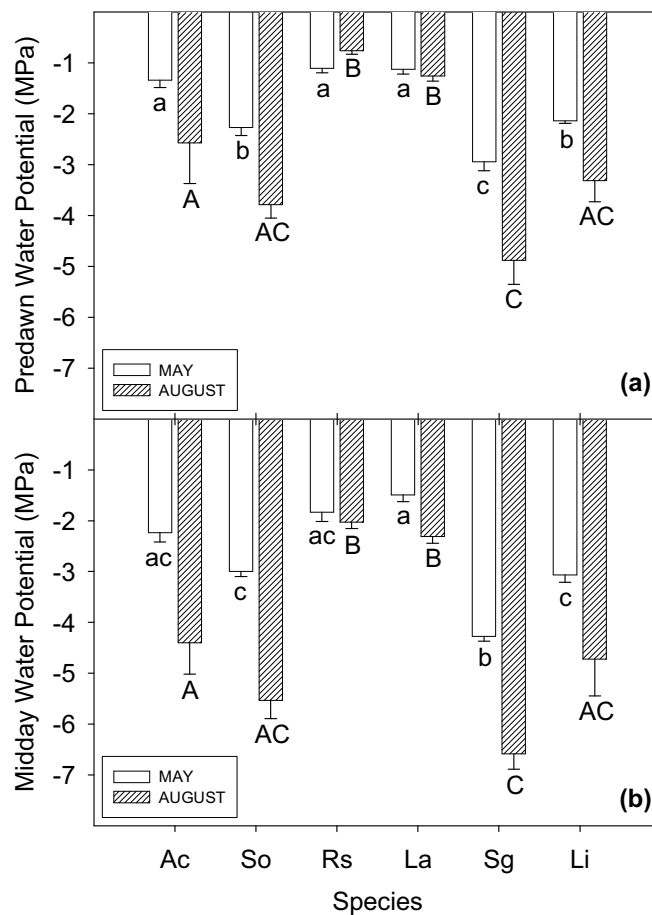 Predawn Water Potential (MPa)
-1
-2
-3
-4
-5
-6
-7
a
A
b
AC
a
B
a
B
c
C
b
AC
MAY
AUGUST
(a)
Midday Water Potential (MPa)
-1
-2
-3
-4
-5
-6
-7
ac
A
c
AC
ac
B
a
B
b
C
c
AC
MAY
AUGUST
(b)
Ac So Rs La Sg Li
Species